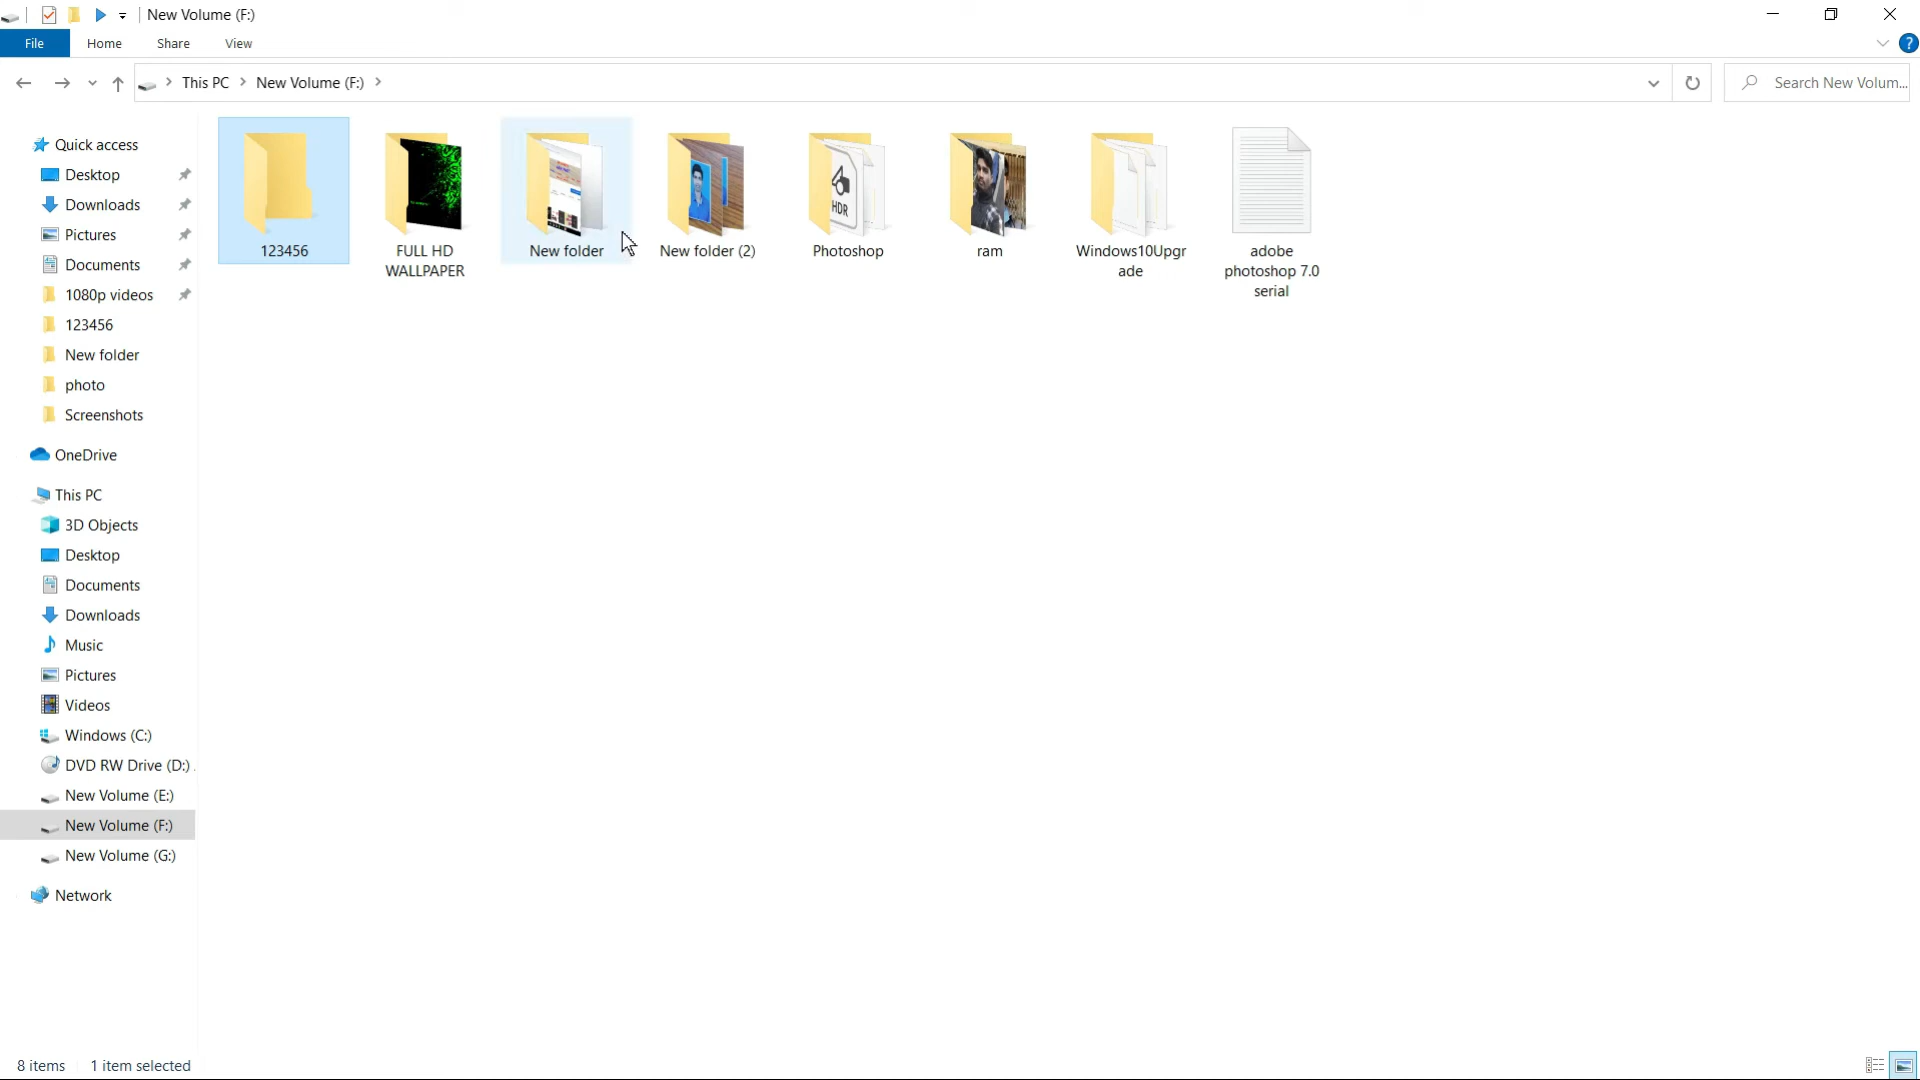 New Volume (F:)
File Home Share View
This PC New Volume (F:) Search New Volum...
Quick access
Desktop
Downloads
Pictures
Documents
1080p videos
123456
New folder
photo
Screenshots
OneDrive
This PC
3D Objects
Desktop
Documents
Downloads
Music
Pictures
Videos
Windows (C:)
DVD RW Drive (D:)
New Volume (E:)
New Volume (F:)
New Volume (G:)
Network
123456
FULL HD
WALLPAPER
New folder
New folder (2)
HDR
Photoshop
ram
Windows10Upgr
ade
adobe
photoshop 7.0
serial
8 items 1 item selected